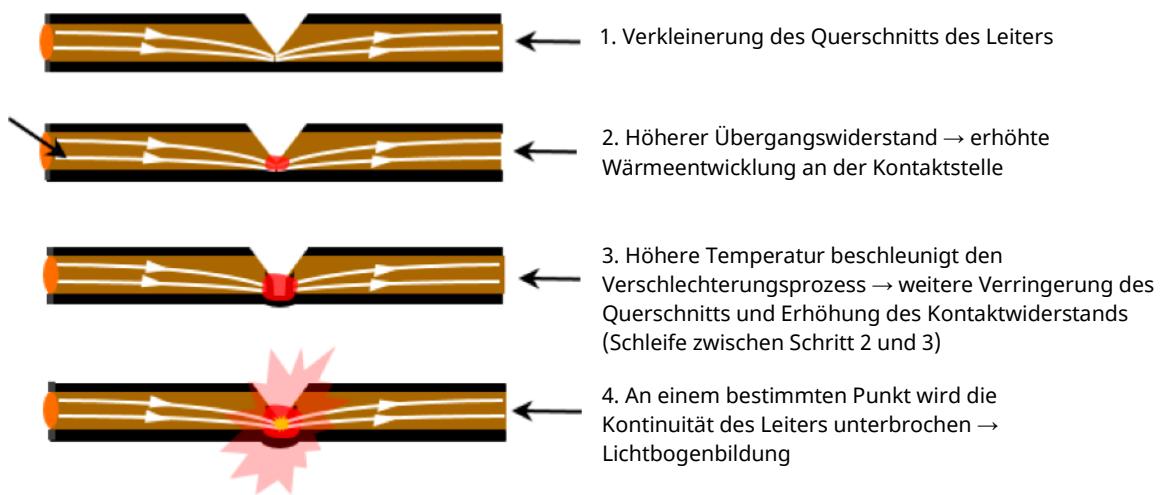 1. Verkleinerung des Querschnitts des Leiters
2. Höherer Übergangswiderstand → erhöhte
Wärmeentwicklung an der Kontaktstelle
3. Höhere Temperatur beschleunigt den
Verschlechterungsprozess → weitere Verringerung des
Querschnitts und Erhöhung des Kontaktwiderstands
(Schleife zwischen Schritt 2 und 3)
4. An einem bestimmten Punkt wird die
Kontinuität des Leiters unterbrochen →
Lichtbogenbildung